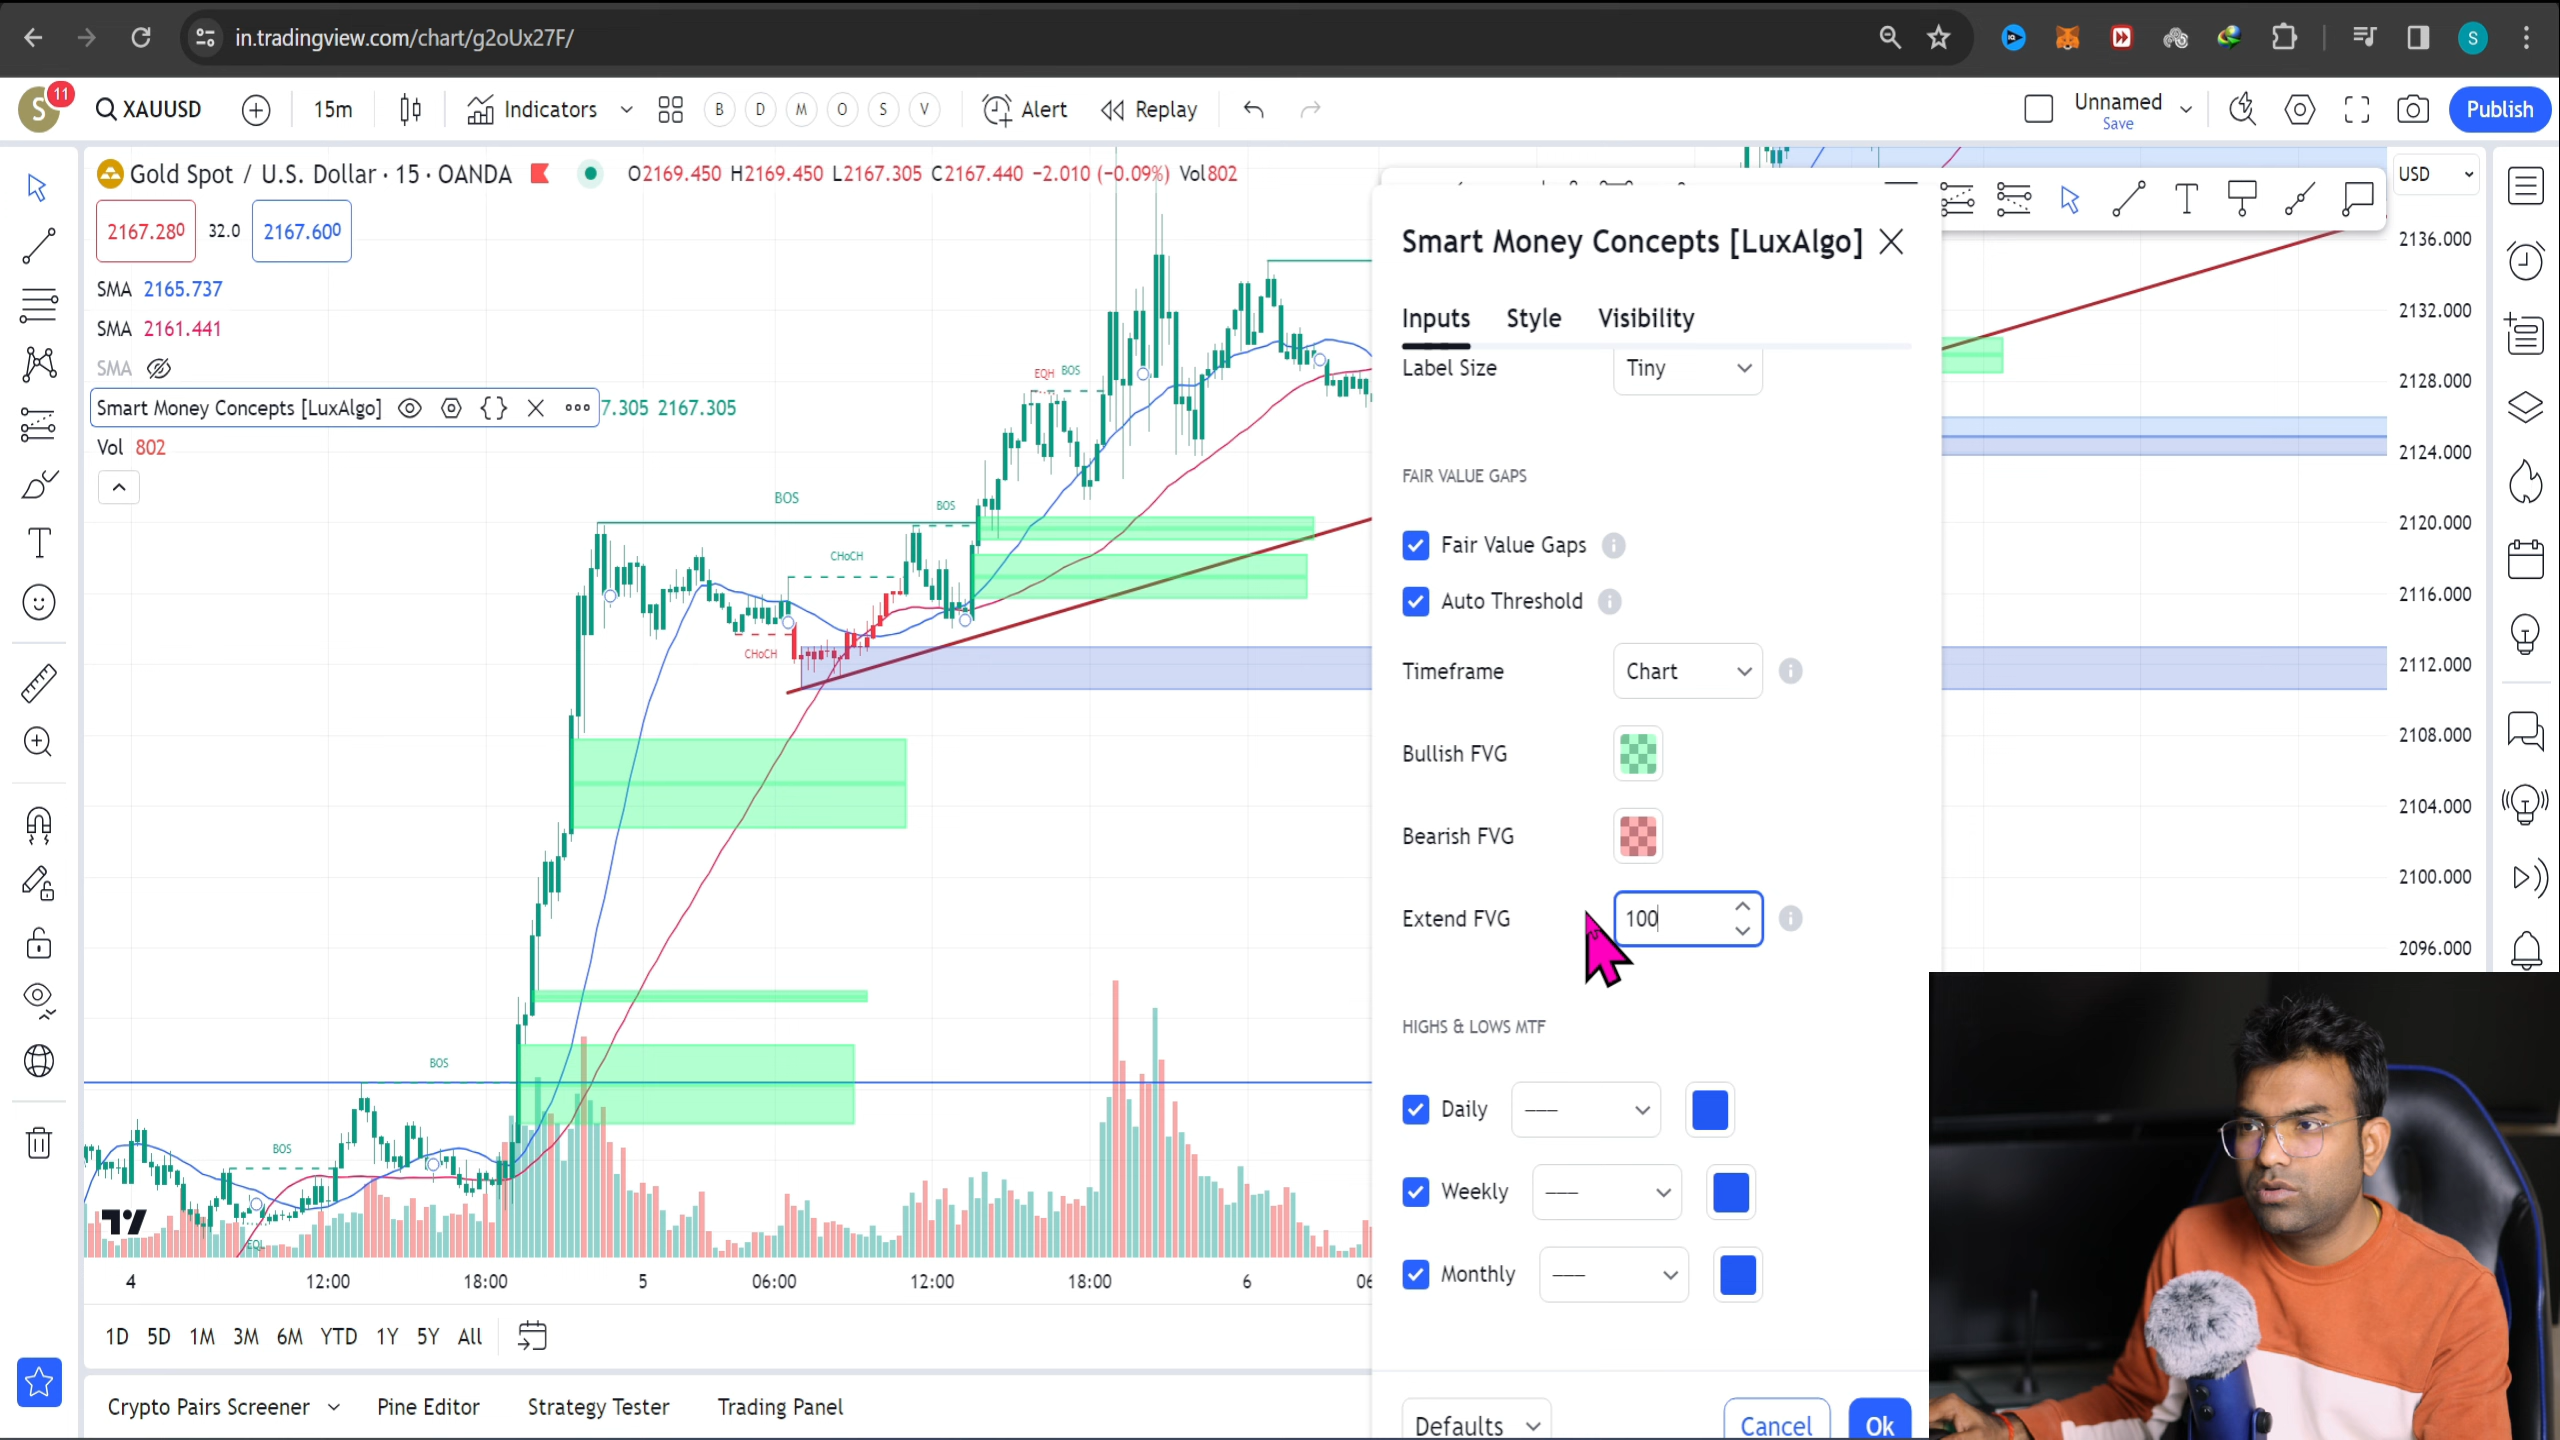 in.tradingview.com/chart/g2oUx27F/
S
S
11
XAUUSD
15m
Indicators
B
D
M
O
S
V
Alert
Replay
Unnamed
Save
Publish
Gold Spot / U.S. Dollar · 15 · OANDA
O2169.450 H2169.450 L2167.305 C2167.440 −2.010 (−0.09%) Vol802
USD
2167.280
32.0
2167.600
SMA 2165.737
SMA 2161.441
SMA
Smart Money Concepts [LuxAlgo]
7.305 2167.305
Vol 802
BOS
BOS
CHoCH
CHoCH
EQH
BOS
BOS
BOS
EQL
Smart Money Concepts [LuxAlgo]
Inputs
Style
Visibility
Label Size
Tiny
FAIR VALUE GAPS
Fair Value Gaps
Auto Threshold
Timeframe
Chart
Bullish FVG
Bearish FVG
Extend FVG
100
HIGHS & LOWS MTF
Daily
Weekly
Monthly
Defaults
Cancel
Ok
2136.000
2132.000
2128.000
2124.000
2120.000
2116.000
2112.000
2108.000
2104.000
2100.000
2096.000
4
12:00
18:00
5
06:00
12:00
18:00
6
06
1D
5D
1M
3M
6M
YTD
1Y
5Y
All
Crypto Pairs Screener
Pine Editor
Strategy Tester
Trading Panel